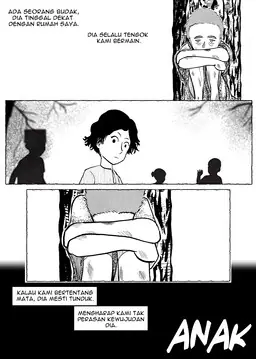 ADA SEORANG BUDAK,
DIA TINGGAL DEKAT
DENGAN RUMAH SAYA.
DIA SELALU TENGOK
KAMI BERMAIN.
KALAU KAMI BERTENTANG
MATA, DIA MESTI TUNDUK.
MENGHARAP KAMI TAK
PERASAN KEWUJUDAN
DIA.
ANAK